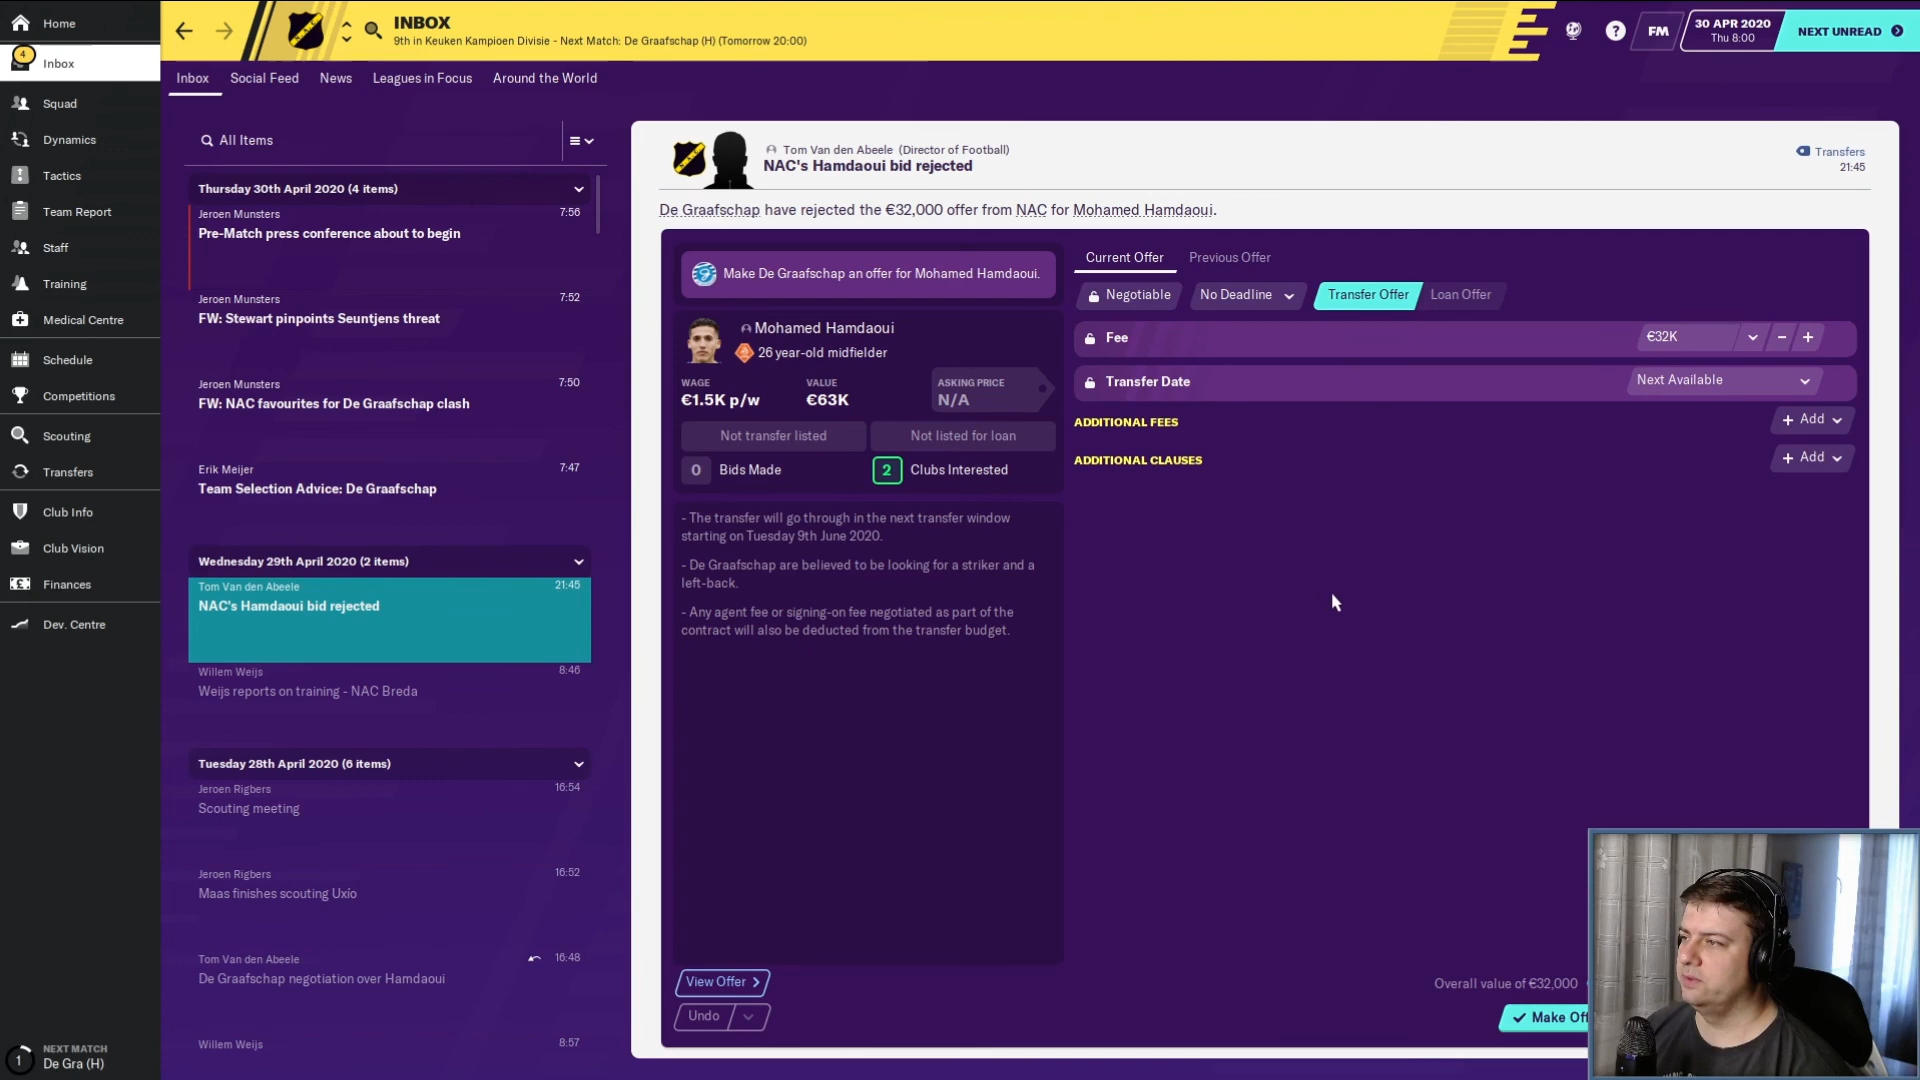 Home
4
Inbox
Squad
Dynamics
Tactics
Team Report
Staff
Training
Medical Centre
Schedule
Competitions
Scouting
Transfers
Club Info
Club Vision
Finances
Dev. Centre
1
NEXT MATCH
De Gra (H)
NAC
INBOX
9th in Keuken Kampioen Divisie - Next Match: De Graafschap (H) (Tomorrow 20:00)
?
FM
30 APR 2020
Thu 8:00
NEXT UNREAD
Inbox
Social Feed
News
Leagues in Focus
Around the World
All Items
Thursday 30th April 2020 (4 items)
Jeroen Munsters 7:56
Pre-Match press conference about to begin
Jeroen Munsters 7:52
FW: Stewart pinpoints Seuntjens threat
Jeroen Munsters 7:50
FW: NAC favourites for De Graafschap clash
Erik Meijer 7:47
Team Selection Advice: De Graafschap
Wednesday 29th April 2020 (2 items)
Tom Van den Abeele 21:45
NAC's Hamdaoui bid rejected
Willem Weijs 8:46
Weijs reports on training - NAC Breda
Tuesday 28th April 2020 (6 items)
Jeroen Rigbers 16:54
Scouting meeting
Jeroen Rigbers 16:52
Maas finishes scouting Uxío
Tom Van den Abeele 16:48
De Graafschap negotiation over Hamdaoui
Willem Weijs 8:57
NAC
Tom Van den Abeele (Director of Football)
NAC's Hamdaoui bid rejected
Transfers
21:45
De Graafschap have rejected the €32,000 offer from NAC for Mohamed Hamdaoui.
Make De Graafschap an offer for Mohamed Hamdaoui.
Mohamed Hamdaoui
26 year-old midfielder
WAGE
€1.5K p/w
VALUE
€63K
ASKING PRICE
N/A
Not transfer listed
Not listed for loan
0 Bids Made
2 Clubs Interested
- The transfer will go through in the next transfer window
starting on Tuesday 9th June 2020.
- De Graafschap are believed to be looking for a striker and a
left-back.
- Any agent fee or signing-on fee negotiated as part of the
contract will also be deducted from the transfer budget.
View Offer
Undo
Current Offer
Previous Offer
Negotiable
No Deadline
Transfer Offer
Loan Offer
Fee €32K
Transfer Date Next Available
ADDITIONAL FEES + Add
ADDITIONAL CLAUSES + Add
Overall value of €32,000
Make Off